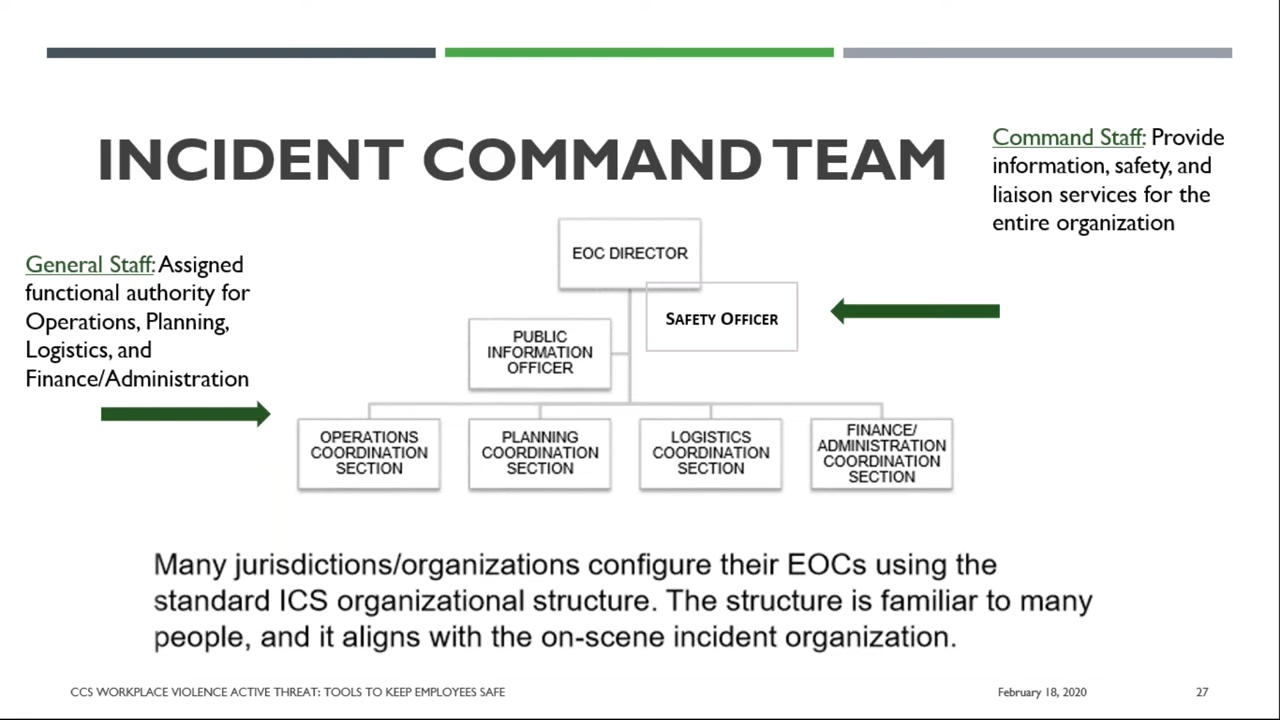 INCIDENT COMMAND TEAM
Command Staff: Provide
information, safety, and
liaison services for the
entire organization
General Staff: Assigned
functional authority for
Operations, Planning,
Logistics, and
Finance/Administration
EOC DIRECTOR
SAFETY OFFICER
PUBLIC
INFORMATION
OFFICER
OPERATIONS
COORDINATION
SECTION
PLANNING
COORDINATION
SECTION
LOGISTICS
COORDINATION
SECTION
FINANCE/
ADMINISTRATION
COORDINATION
SECTION
Many jurisdictions/organizations configure their EOCs using the
standard ICS organizational structure. The structure is familiar to many
people, and it aligns with the on-scene incident organization.
CCS WORKPLACE VIOLENCE ACTIVE THREAT: TOOLS TO KEEP EMPLOYEES SAFE
February 18, 2020
27